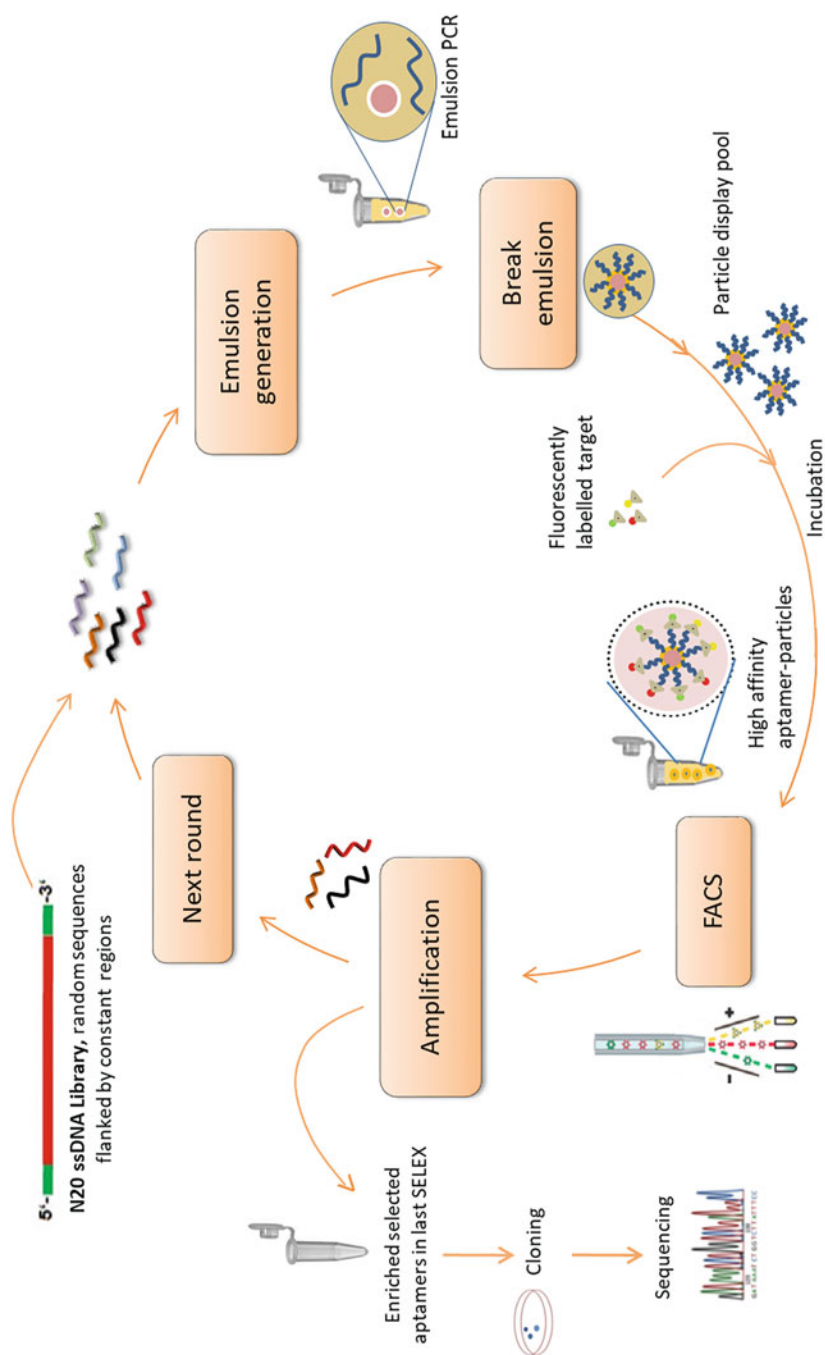 5‘-
-3‘
N20 ssDNA Library, random sequences
flanked by constant regions
Emulsion
generation
Emulsion PCR
Break
emulsion
Particle display pool
Fluorescently
labelled target
Incubation
High affinity
aptamer-particles
FACS
-
+
Amplification
Next round
Enriched selected
aptamers in last SELEX
Cloning
Sequencing